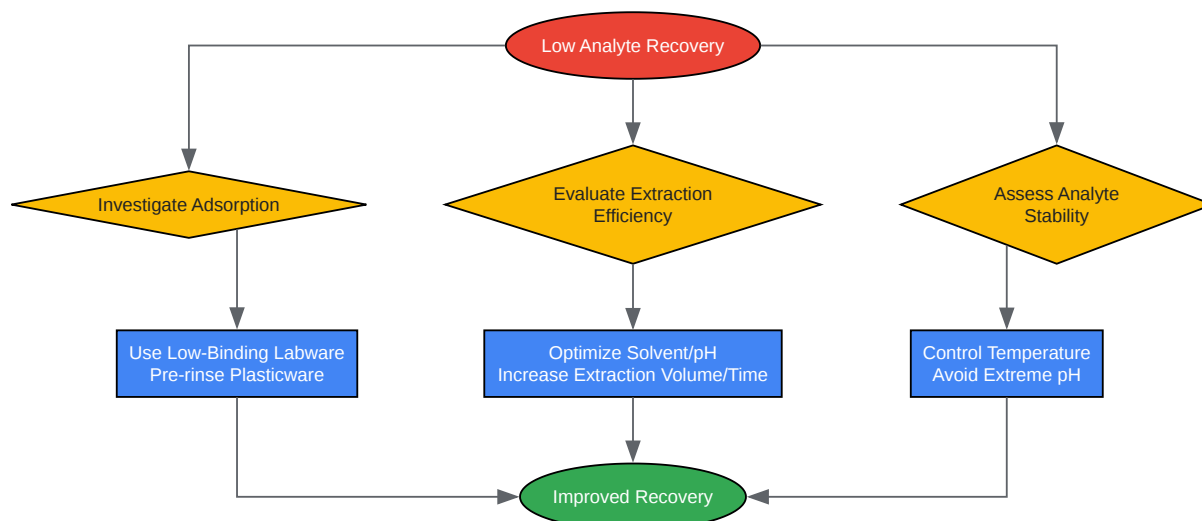 Low Analyte Recovery
Investigate Adsorption
Evaluate Extraction
Efficiency
Assess Analyte
Stability
Use Low-Binding Labware
Pre-rinse Plasticware
Optimize Solvent/pH
Increase Extraction Volume/Time
Control Temperature
Avoid Extreme pH
Improved Recovery